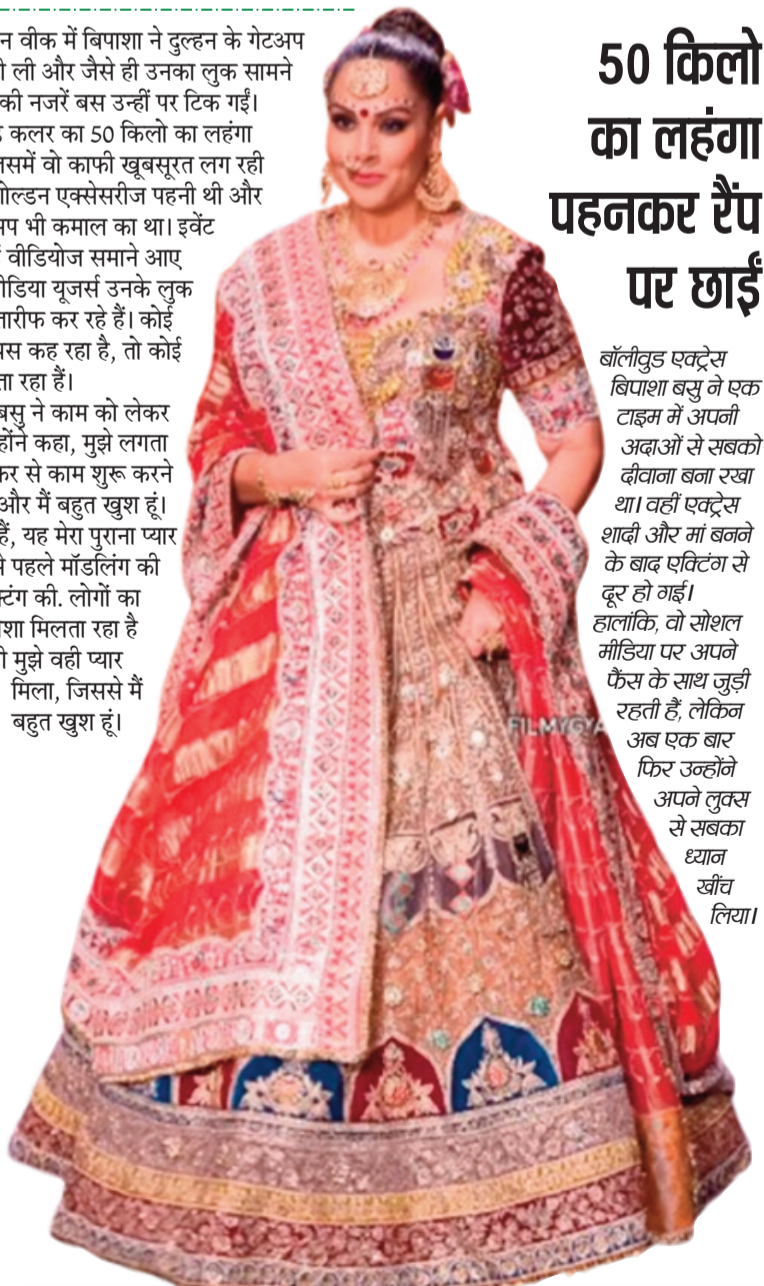 50 किलो
का लहंगा
पहनकर रैंप
पर छाईं
बॉलीवुड एक्ट्रेस
बिपाशा बसु ने एक
टाइम में अपनी
अदाओं से सबको
दीवाना बना रखा
था। वहीं एक्ट्रेस
शादी और मां बनने
के बाद एक्टिंग से
दूर हो गई।
हालांकि, वो सोशल
मीडिया पर अपने
फैंस के साथ जुड़ी
रहती हैं, लेकिन
अब एक बार
फिर उन्होंने
अपने लुक्स
से सबका
ध्यान
खींच
लिया।
वीक में बिपाशा ने दुल्हन के गेटअप
ली और जैसे ही उनका लुक सामने
की नजरें बस उन्हीं पर टिक गईं।
कलर का 50 किलो का लहंगा
वो काफी खूबसूरत लग रही
गोल्डन एक्सेसरीज पहनी थी और
भी कमाल का था। इवेंट
वीडियोज समाने आए
यूजर्स उनके लुक
कर रहे हैं। कोई
कह रहा है, तो कोई
रहा हैं।
बसु ने काम को लेकर
कहा, मुझे लगता
से काम शुरू करने
और मैं बहुत खुश हूं।
हैं, यह मेरा पुराना प्यार
पहले मॉडलिंग की
की. लोगों का
मिलता रहा है
मुझे वही प्यार
मिला, जिससे मैं
बहुत खुश हूं।
FILMYGYA